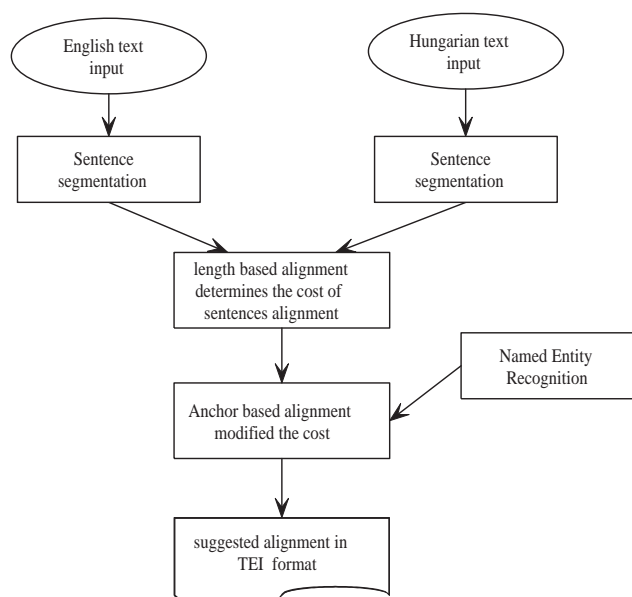 English text
input
Hungarian text
input
Sentence
segmentation
Sentence
segmentation
length based alignment
determines the cost of
sentences alignment
Named Entity
Recognition
Anchor based alignment
modified the cost
suggested alignment in
TEI format